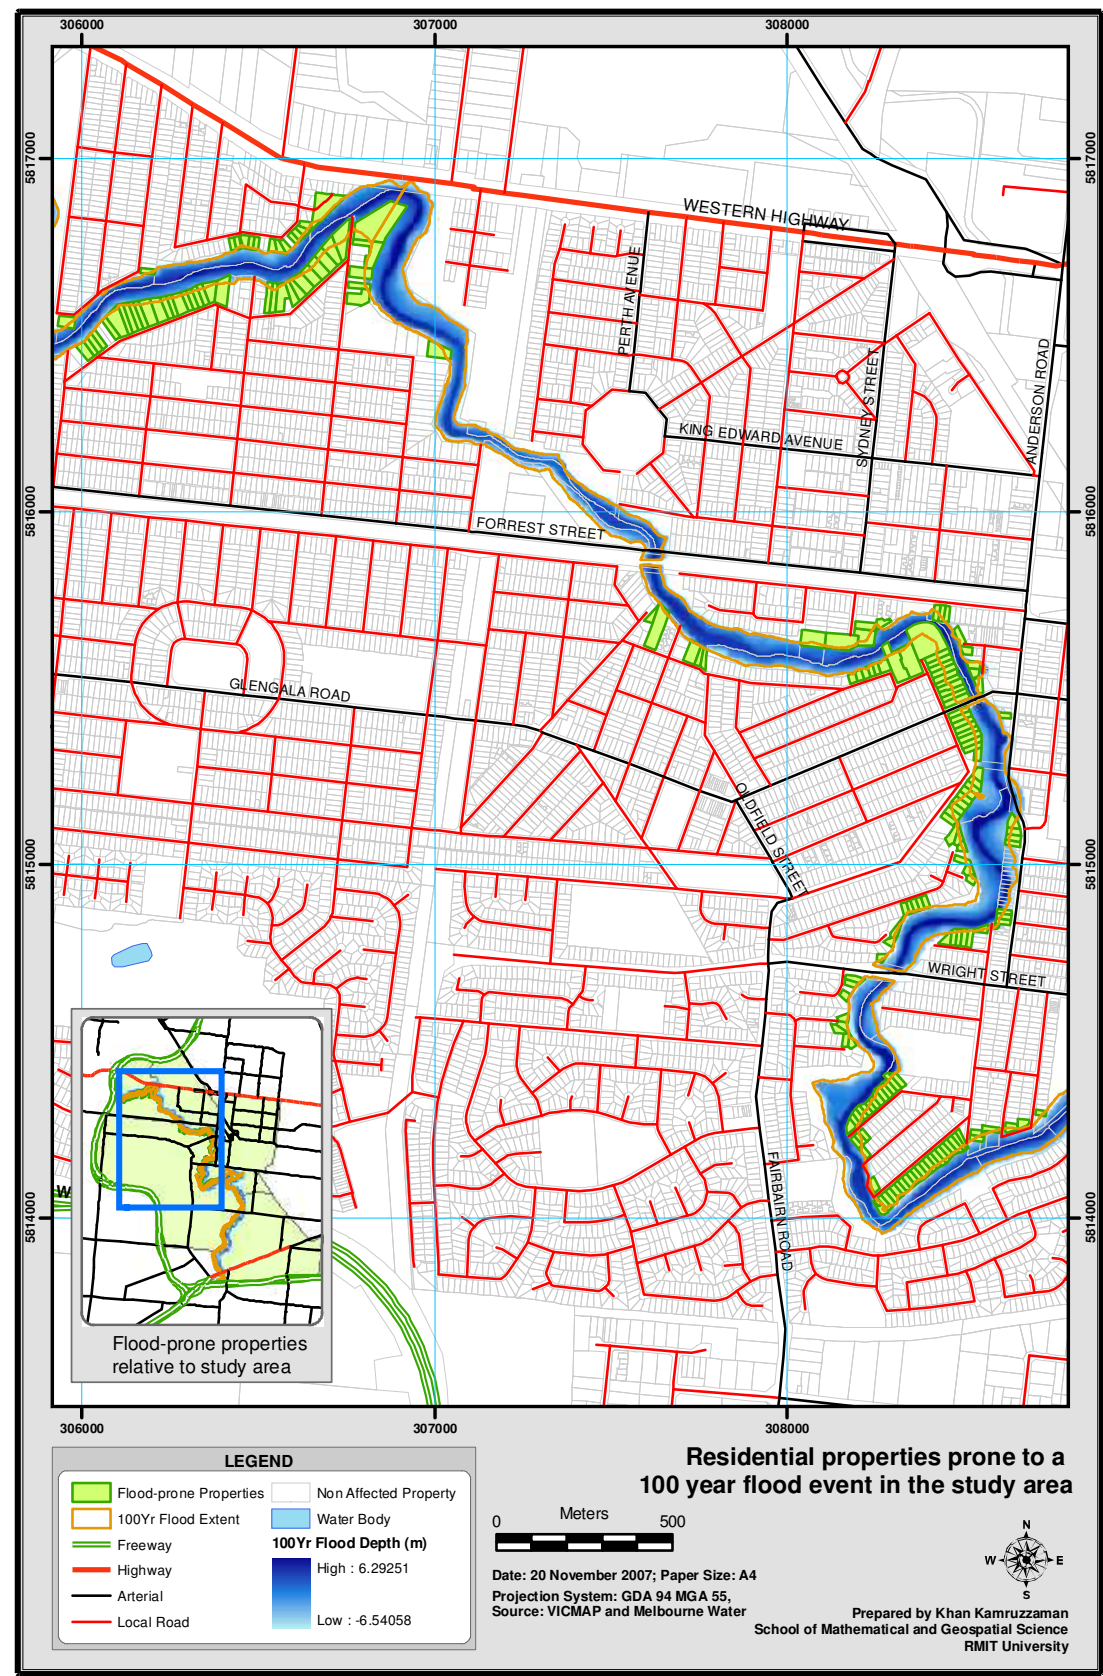 306000
307000
308000
5817000
5817000
WESTERN HIGHWAY
PERTH AVENUE
SYDNEY STREET
ANDERSON ROAD
KING EDWARD AVENUE
5816000
5816000
FORREST STREET
GLENGALA ROAD
OLDFIELD STREET
5815000
5815000
WRIGHT STREET
FAIRBAIRN ROAD
W
5814000
5814000
Flood-prone properties
relative to study area
306000
307000
308000
LEGEND
Flood-prone Properties
Non Affected Property
100Yr Flood Extent
Water Body
Freeway
100Yr Flood Depth (m)
Highway
High : 6.29251
Arterial
Local Road
Low : -6.54058
Residential properties prone to a
100 year flood event in the study area
Meters
0
500
N
W
E
S
Date: 20 November 2007; Paper Size: A4
Projection System: GDA 94 MGA 55,
Source: VICMAP and Melbourne Water
Prepared by Khan Kamruzzaman
School of Mathematical and Geospatial Science
RMIT University